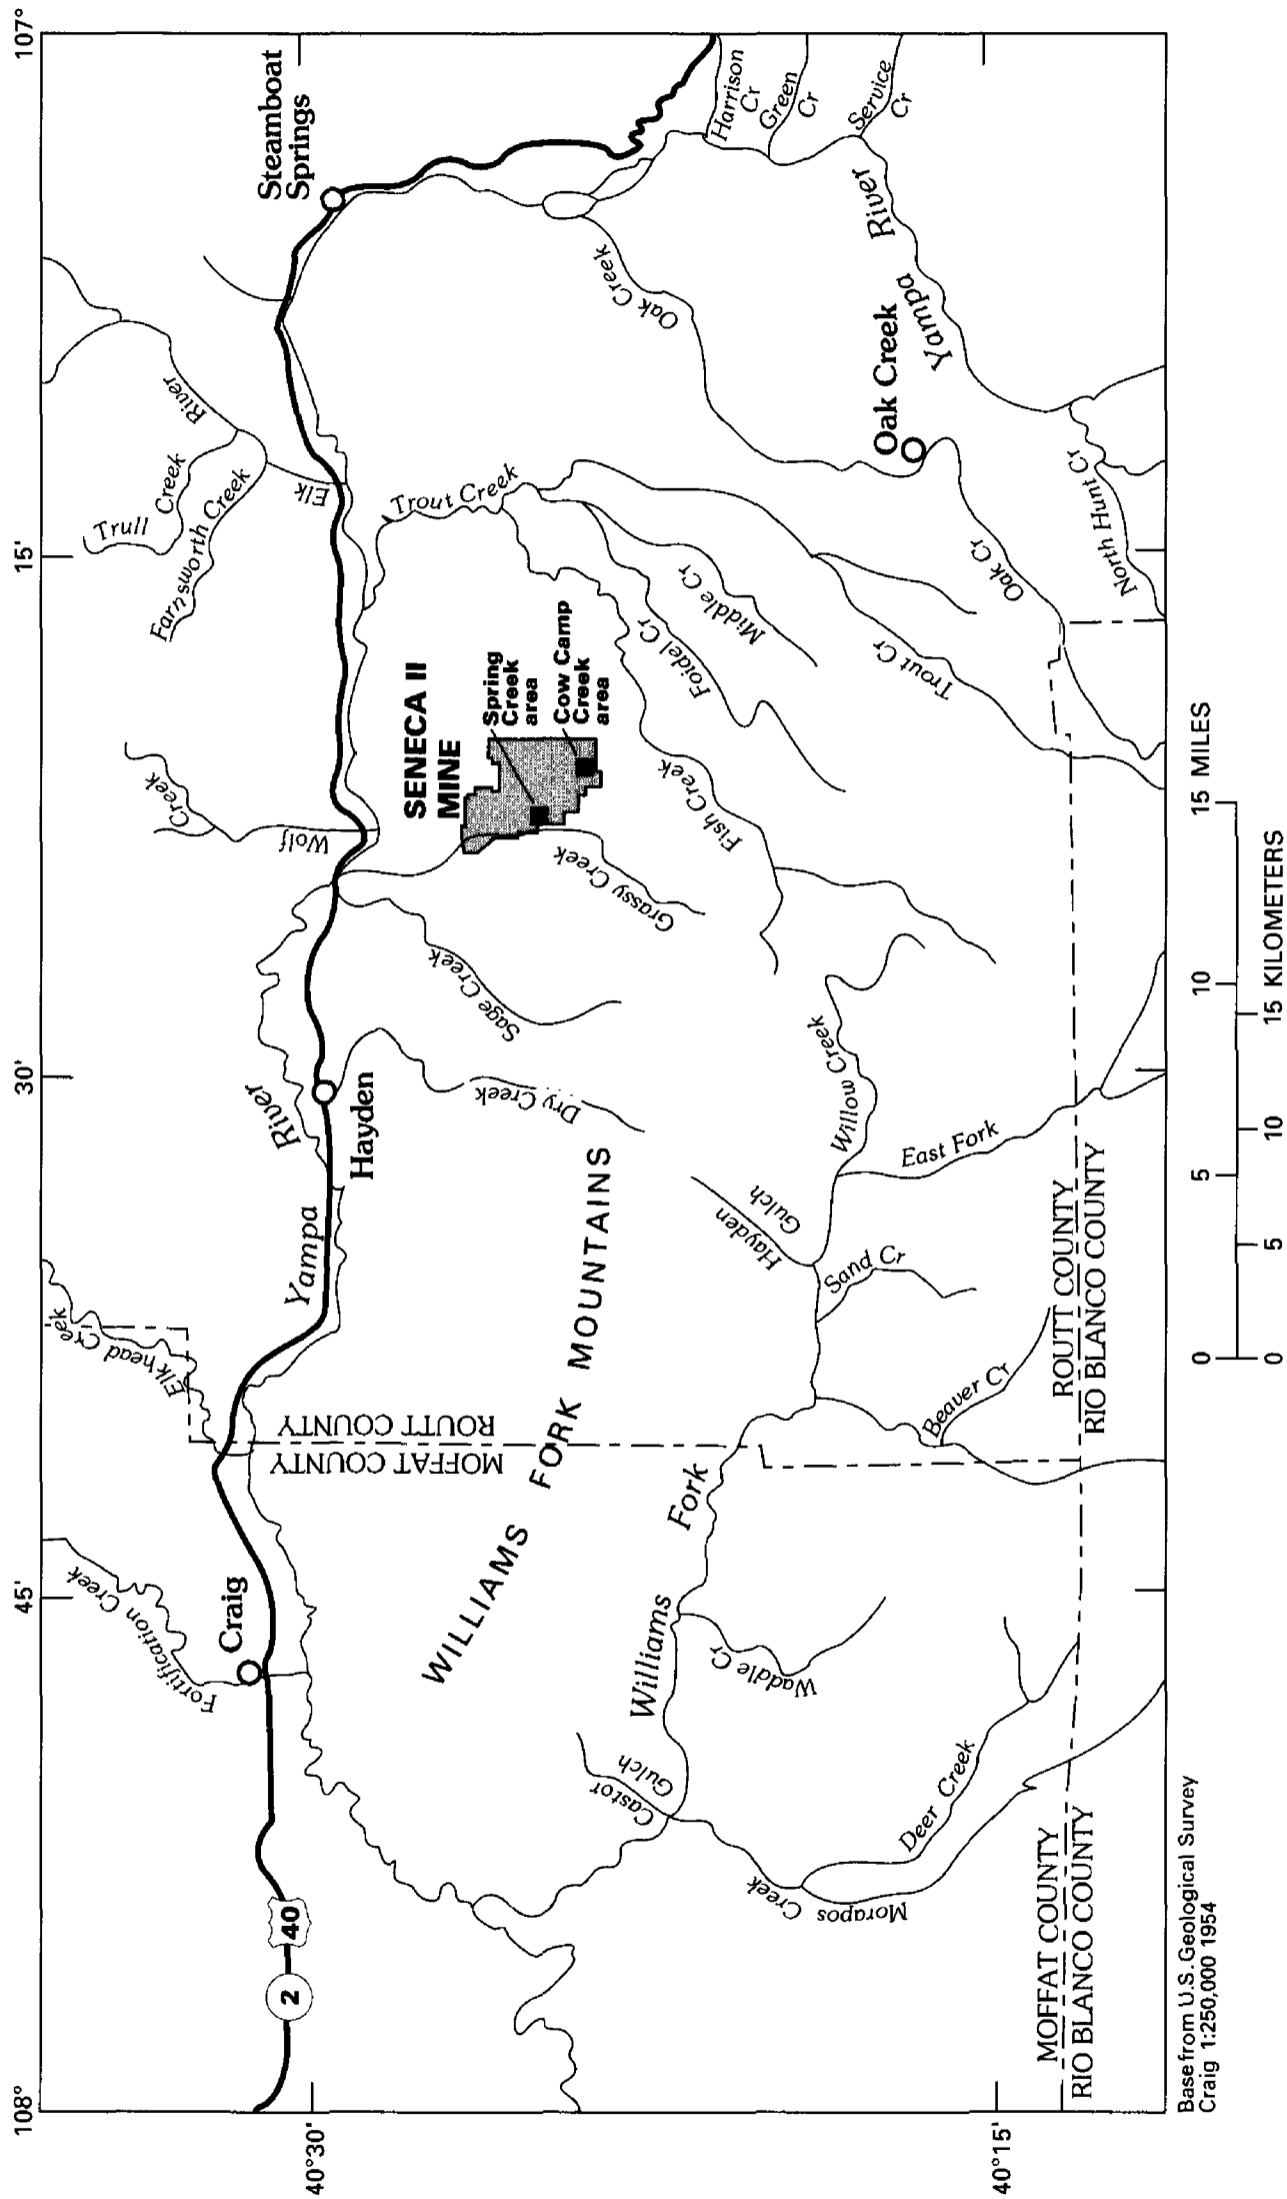 108°
45'
30'
15'
107°
40°30'
40°15'
Fortification Creek
Elkhead Creek
Craig
2
40
Yampa
River
Hayden
MOFFAT COUNTY
ROUTT COUNTY
Wolf
Creek
Trull
Creek
Farnsworth Creek
Elk
River
Steamboat
Springs
SENECA II
MINE
Spring
Creek
area
Cow Camp
Creek
area
Trout Creek
Grassy Creek
Sage Creek
Dry Creek
WILLIAMS FORK MOUNTAINS
Fish Creek
Foidel Cr
Middle Cr
Trout Cr
Oak Creek
Oak Creek
Oak Cr
Harrison
Cr
Green
Cr
Service
Cr
Yampa
River
North Hunt Cr
Castor
Gulch
Williams
Fork
Waddle Cr
Morapos
Creek
Deer Creek
Beaver Cr
Sand Cr
Hayden
Gulch
Willow Creek
East Fork
MOFFAT COUNTY
RIO BLANCO COUNTY
ROUTT COUNTY
RIO BLANCO COUNTY
Base from U.S. Geological Survey
Craig 1:250,000 1954
0
5
10
15 MILES
0
5
10
15 KILOMETERS